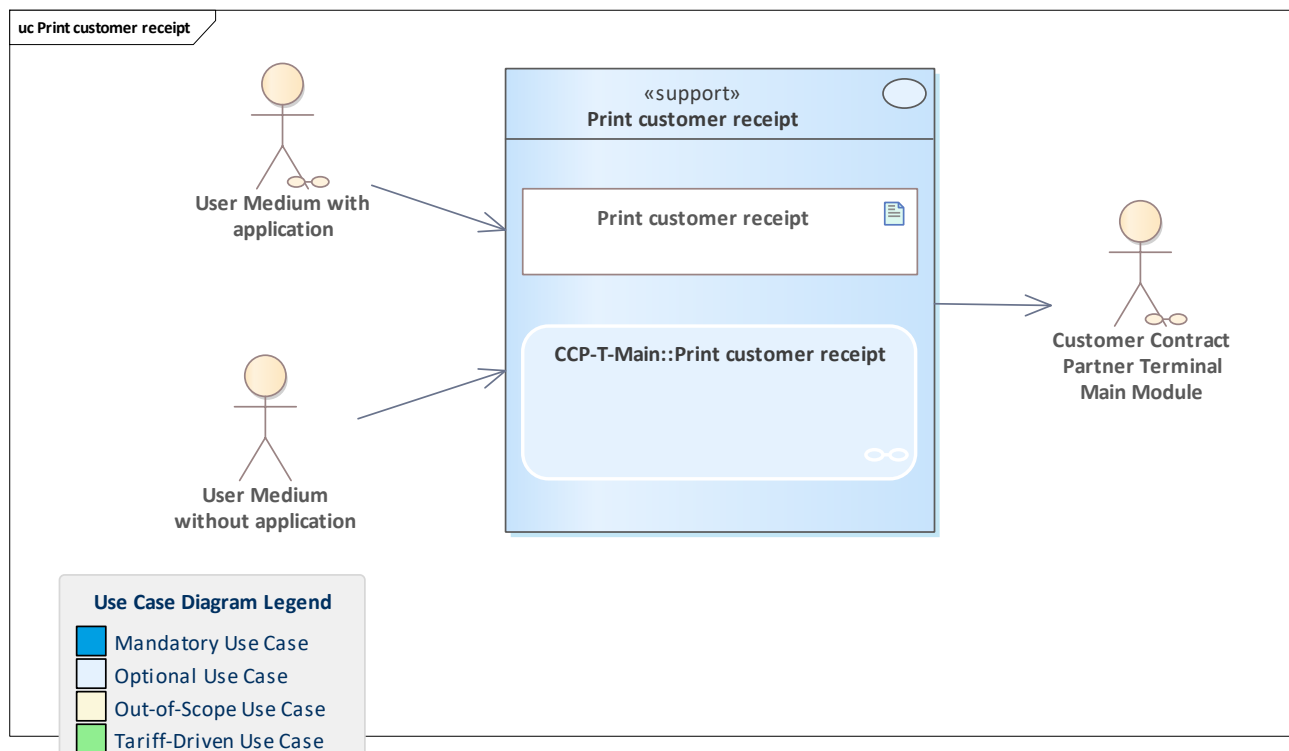 uc Print customer receipt
User Medium with
application
User Medium
without application
«support»
Print customer receipt
Print customer receipt
CCP-T-Main::Print customer receipt
Customer Contract
Partner Terminal
Main Module
Use Case Diagram Legend
Mandatory Use Case
Optional Use Case
Out-of-Scope Use Case
Tariff-Driven Use Case